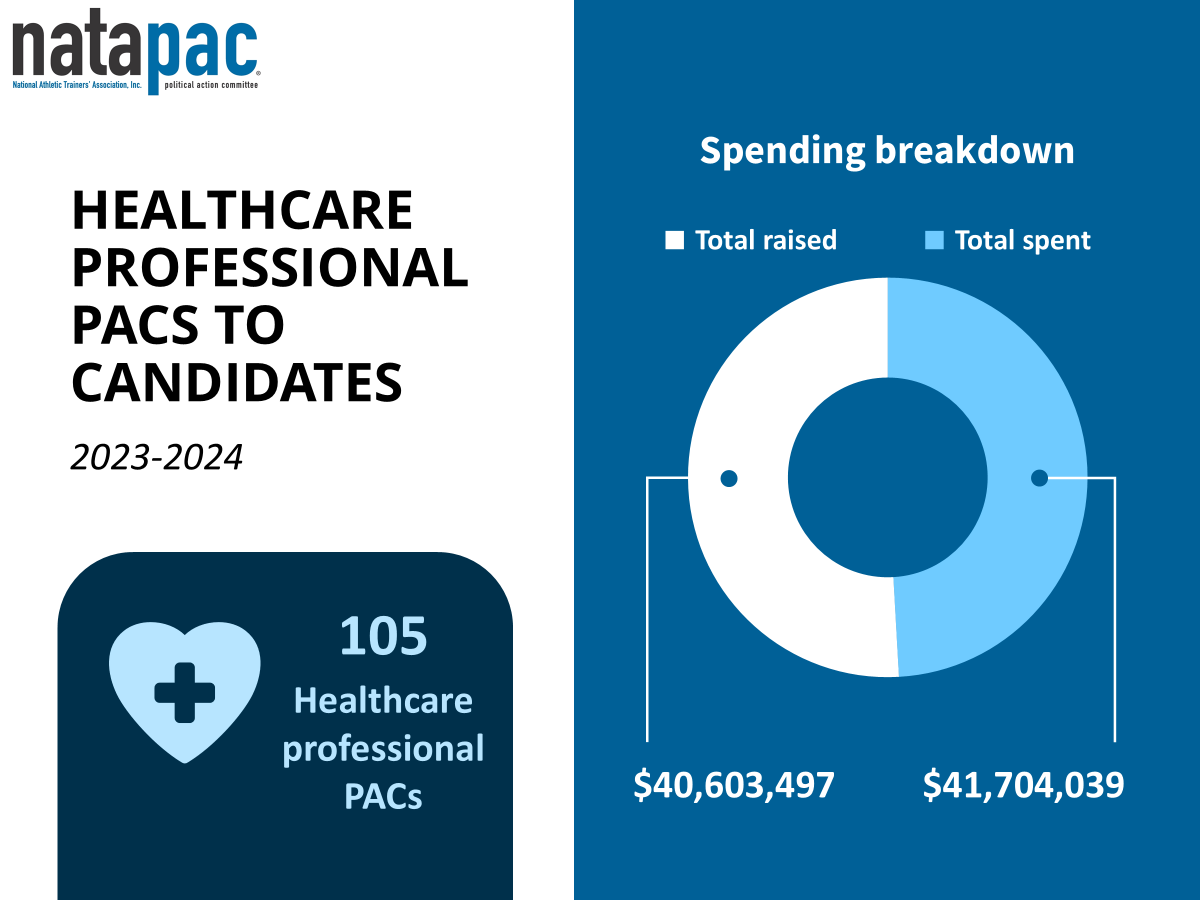 natapac®
National Athletic Trainers' Association, Inc. political action committee
HEALTHCARE
PROFESSIONAL
PACS TO
CANDIDATES
2023-2024
105
Healthcare
professional
PACs
Spending breakdown
Total raised Total spent
$40,603,497 $41,704,039